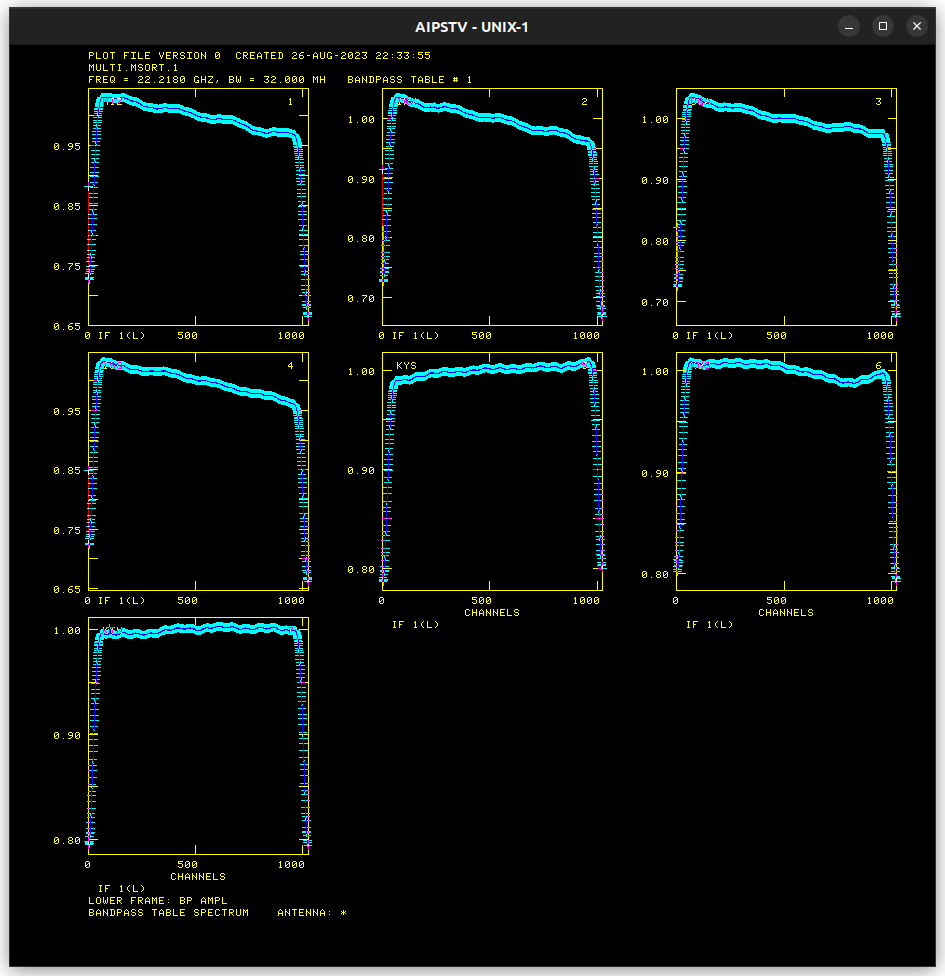 AIPSTV - UNIX-1
PLOT FILE VERSION 0 CREATED 26-AUG-2023 22:33:55
MULTI.MSORT.1
FREQ = 22.2180 GHZ, BW = 32.000 MH BANDPASS TABLE # 1
1
0.95
0.85
0.75
0.65
0 IF 1(L) 500 1000
2
1.00
0.90
0.80
0.70
0 IF 1(L) 500 1000
3
1.00
0.90
0.80
0.70
0 IF 1(L) 500 1000
4
0.95
0.85
0.75
0.65
0 IF 1(L) 500 1000
KYS
1.00
0.90
0.80
0 500 1000
CHANNELS
IF 1(L)
6
1.00
0.90
0.80
0 500 1000
CHANNELS
IF 1(L)
1.00
0.90
0.80
0 500 1000
CHANNELS
IF 1(L)
LOWER FRAME: BP AMPL
BANDPASS TABLE SPECTRUM ANTENNA: *